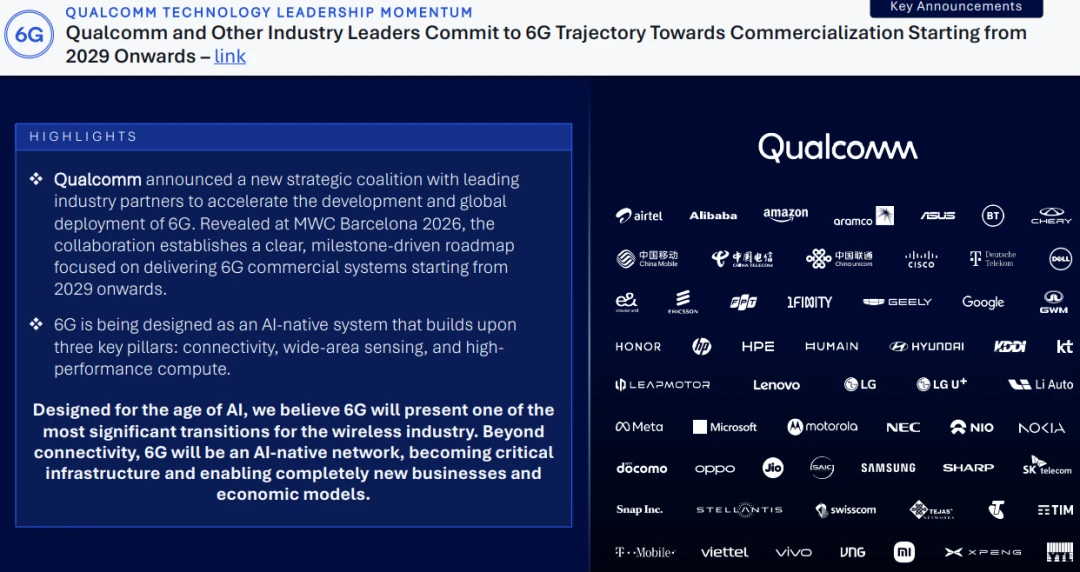 Key Announcements
6G
QUALCOMM TECHNOLOGY LEADERSHIP MOMENTUM
Qualcomm and Other Industry Leaders Commit to 6G Trajectory Towards Commercialization Starting from
2029 Onwards – link
HIGHLIGHTS
❖ Qualcomm announced a new strategic coalition with leading
industry partners to accelerate the development and global
deployment of 6G. Revealed at MWC Barcelona 2026, the
collaboration establishes a clear, milestone-driven roadmap
focused on delivering 6G commercial systems starting from
2029 onwards.
❖ 6G is being designed as an AI-native system that builds upon
three key pillars: connectivity, wide-area sensing, and high-
performance compute.
Designed for the age of AI, we believe 6G will present one of the
most significant transitions for the wireless industry. Beyond
connectivity, 6G will be an AI-native network, becoming critical
infrastructure and enabling completely new businesses and
economic models.
Qualcomm
airtel Alibaba amazon aramco ASUS BT CHERY
中国移动 China Mobile 中国电信 CHINA TELECOM 中国联通 China unicom CISCO Deutsche Telekom DELL
e& ERICSSON FPT 1FINITY GEELY Google GWM
HONOR hp HPE HUMAIN HYUNDAI KDDI kt
LEAPMOTOR Lenovo LG LG U+ Li Auto
Meta Microsoft motorola NEC NIO NOKIA
döcomo oppo Jio SAIC SAMSUNG SHARP SK telecom
Snap Inc. STELLANTIS swisscom TEJAS NETWORKS TIM
T Mobile viettel vivo VNG mi XPENG YTL